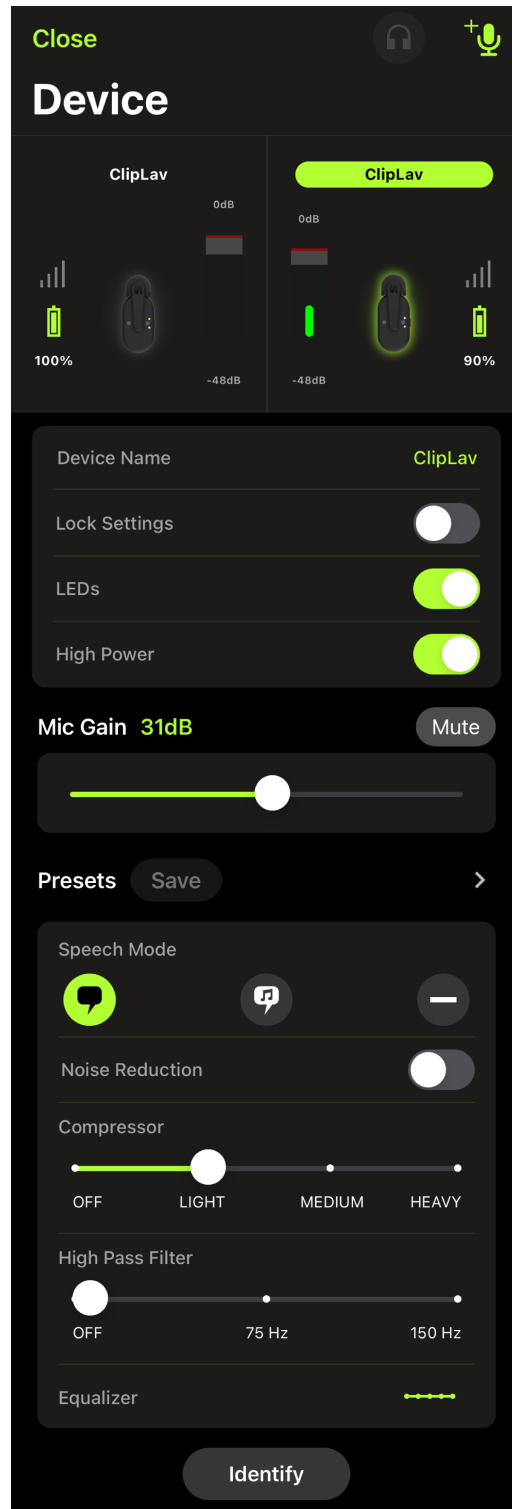 Close
Device
ClipLav
ClipLav
0dB
0dB
100%
90%
-48dB
-48dB
Device Name ClipLav
Lock Settings
LEDs
High Power
Mic Gain 31dB Mute
Presets Save
Speech Mode
Noise Reduction
Compressor
OFF LIGHT MEDIUM HEAVY
High Pass Filter
OFF 75 Hz 150 Hz
Equalizer
Identify